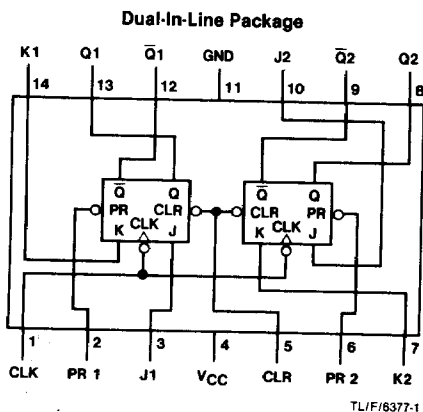 Dual-In-Line Package
K1 Q1 Q̅1 GND J2 Q̅2 Q2
14 13 12 11 10 9 8
Q̅ Q Q̅ Q
PR CLR CLR PR
CLK CLK
K J K J
1 2 3 4 5 6 7
CLK PR 1 J1 VCC CLR PR 2 K2
TL/F/6377-1